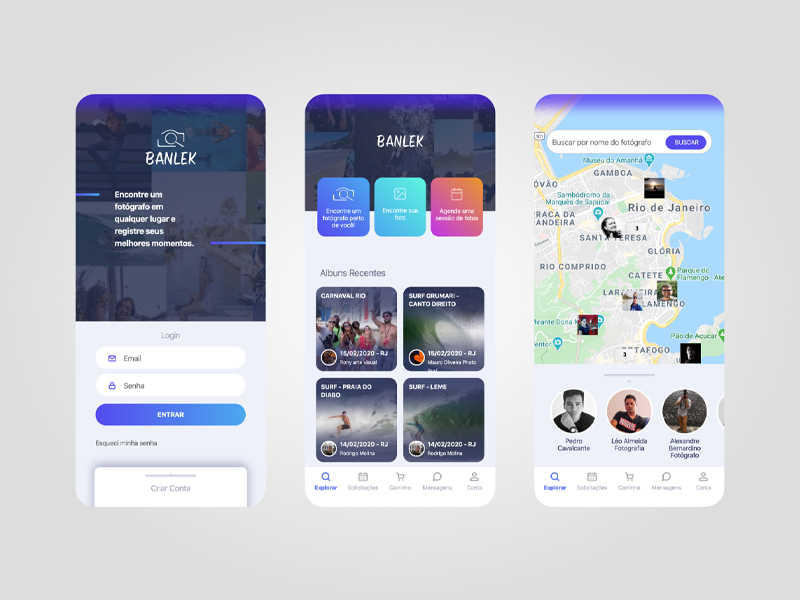 BANLEK
Encontre um
fotógrafo em
qualquer lugar e
registre seus
melhores momentos.
Login
Email
Senha
ENTRAR
Esqueci minha senha
Criar Conta
BANLEK
Encontre um
fotógrafo perto
de você!
Encontre sua
foto
Agende uma
sessão de fotos
Albuns Recentes
CARNAVAL RIO
15/02/2020 - RJ
Rony arte visual
SURF GRUMARI -
CANTO DIREITO
15/02/2020 - RJ
Mauro Oliveira Photo
Surf
SURF - PRAIA DO
DIABO
14/02/2020 - RJ
Rodrigo Molina
SURF - LEME
14/02/2020 - RJ
Rodrigo Molina
Explorar
Solicitações
Carrinho
Mensagens
Conta
Buscar por nome do fotógrafo
BUSCAR
Museu do Amanhã
GAMBOA
OVÃO
Sambódromo da
Marquês de Sapucaí
Rio de Janeiro
RAÇA DA
ANDEIRA
3
SANTA TERESA
GLÓRIA
RIO COMPRIDO
CATETE
Parque do
Flamengo - Ate
LARANJEIRA
FLAMENGO
Mirante Dona M
Pão de Açúcar
BOTAFOGO
3
Pedro
Cavalcante
Léo Almeida
Fotografia
Alexandre
Bernardino
Fotógrafo
Explorar
Solicitações
Carrinho
Mensagens
Conta